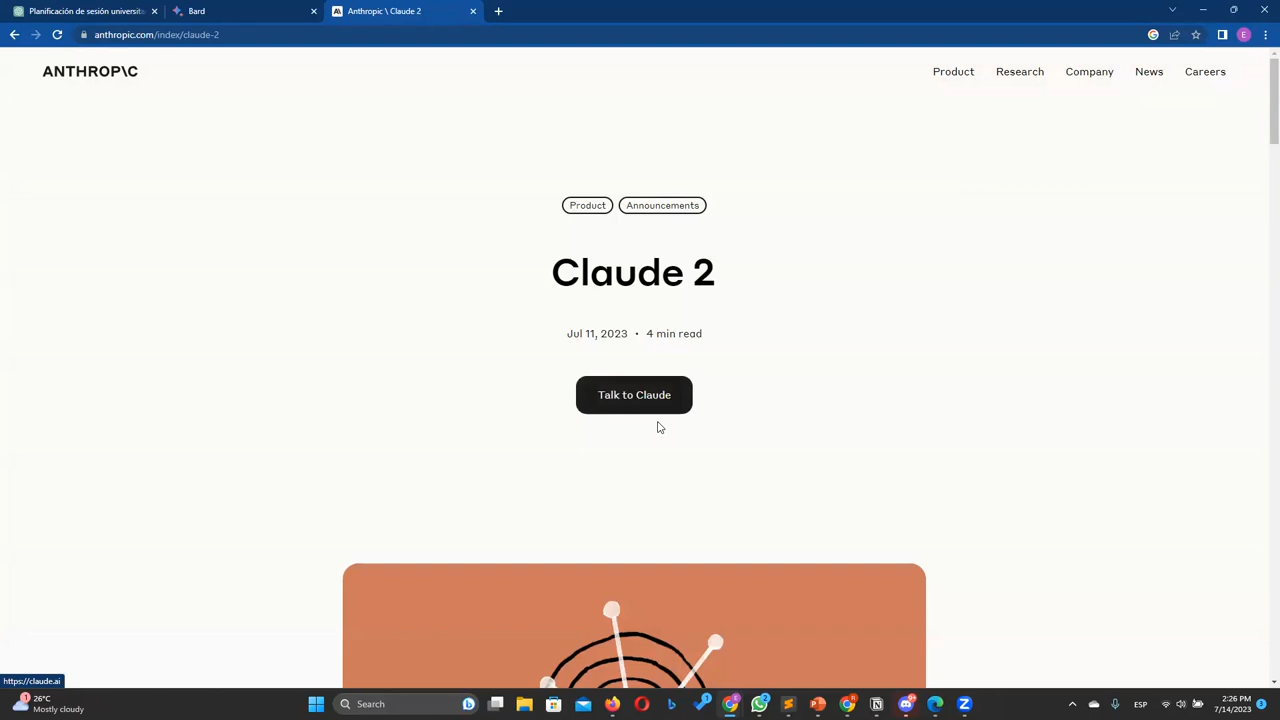 Planificación de sesión universita
Bard
Anthropic \ Claude 2
anthropic.com/index/claude-2
E
ANTHROP\C
Product
Research
Company
News
Careers
Product
Announcements
Claude 2
Jul 11, 2023 • 4 min read
Talk to Claude
https://claude.ai
1
26°C
Mostly cloudy
Search
ESP
2:26 PM
7/14/2023